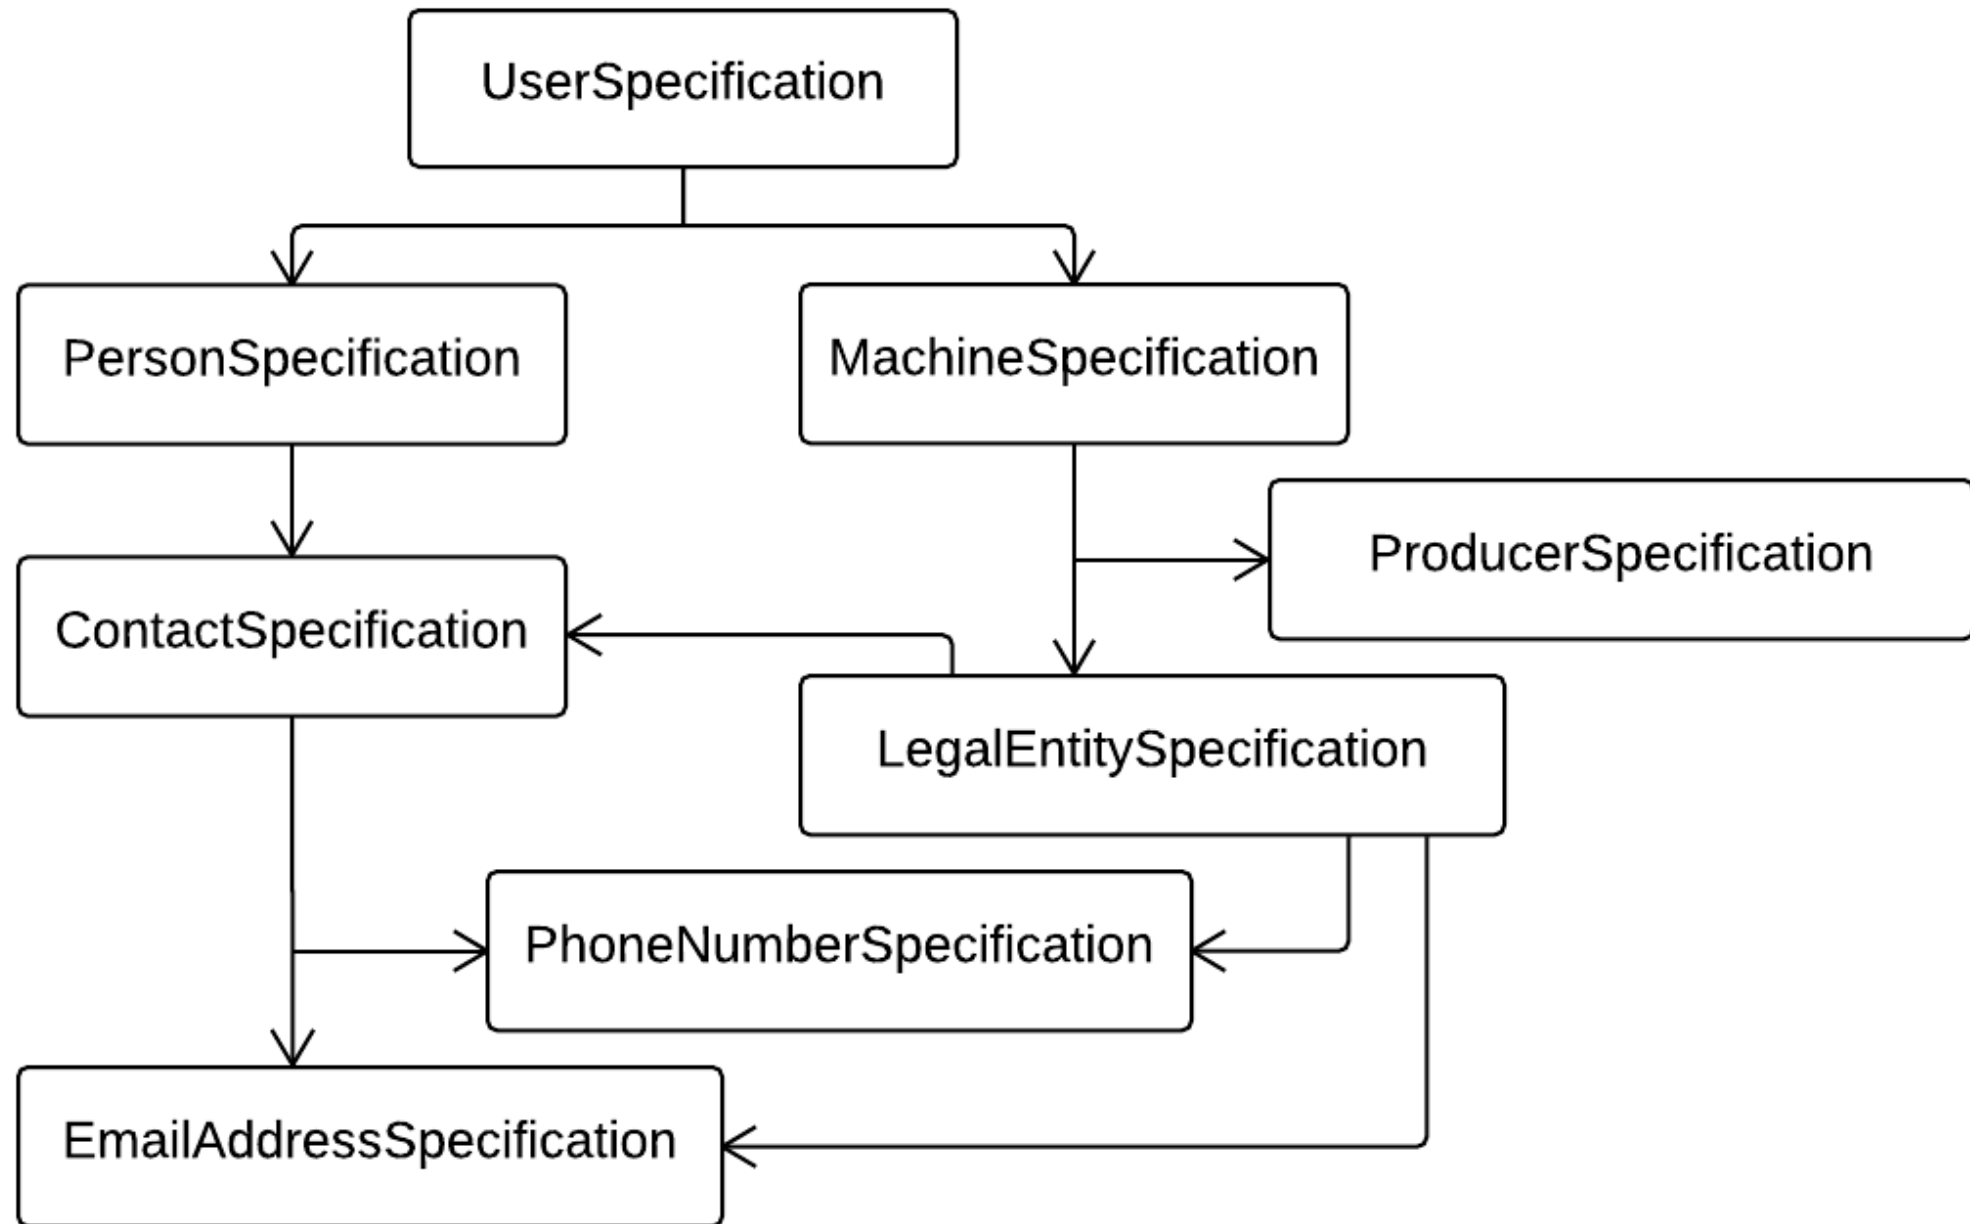 UserSpecification
PersonSpecification
MachineSpecification
ProducerSpecification
ContactSpecification
LegalEntitySpecification
PhoneNumberSpecification
EmailAddressSpecification